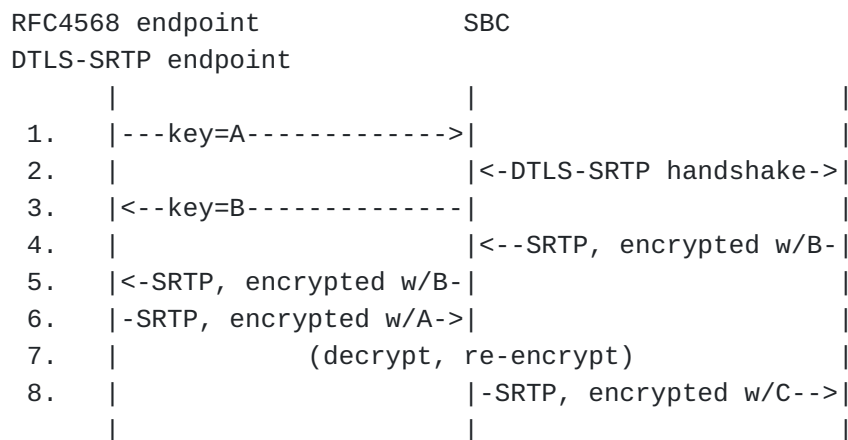 RFC4568 endpoint                SBC
DTLS-SRTP endpoint
      |                      |                       |
 1.   |---key=A------------->|                       |
 2.   |                      |<-DTLS-SRTP handshake->|
 3.   |<--key=B--------------|                       |
 4.   |                      |<--SRTP, encrypted w/B-|
 5.   |<-SRTP, encrypted w/B-|                       |
 6.   |-SRTP, encrypted w/A->|                       |
 7.   |            (decrypt, re-encrypt)             |
 8.   |                      |-SRTP, encrypted w/C-->|
      |                      |                       |